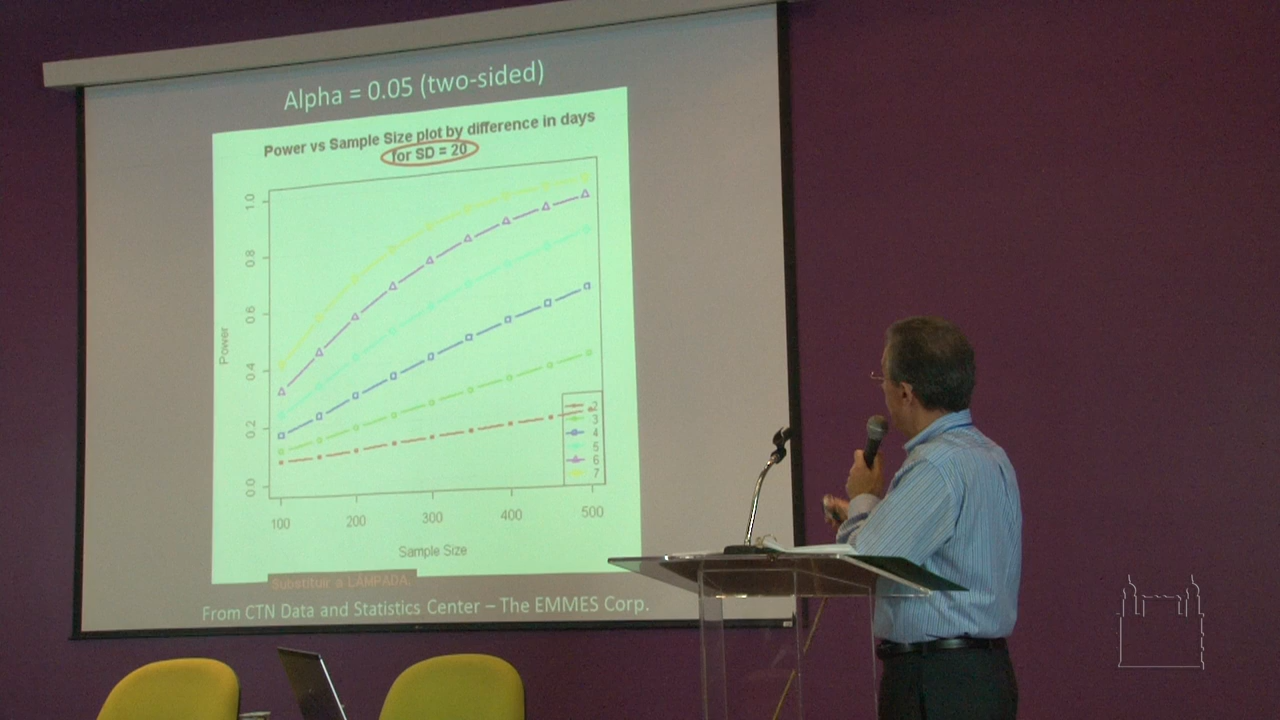 Alpha = 0.05 (two-sided)
Power vs Sample Size plot by difference in days
for SD = 20
1.0
0.8
0.6
0.4
0.2
0.0
Power
2
3
4
5
6
7
100 200 300 400 500
Sample Size
Substituir a LÂMPADA.
From CTN Data and Statistics Center – The EMMES Corp.